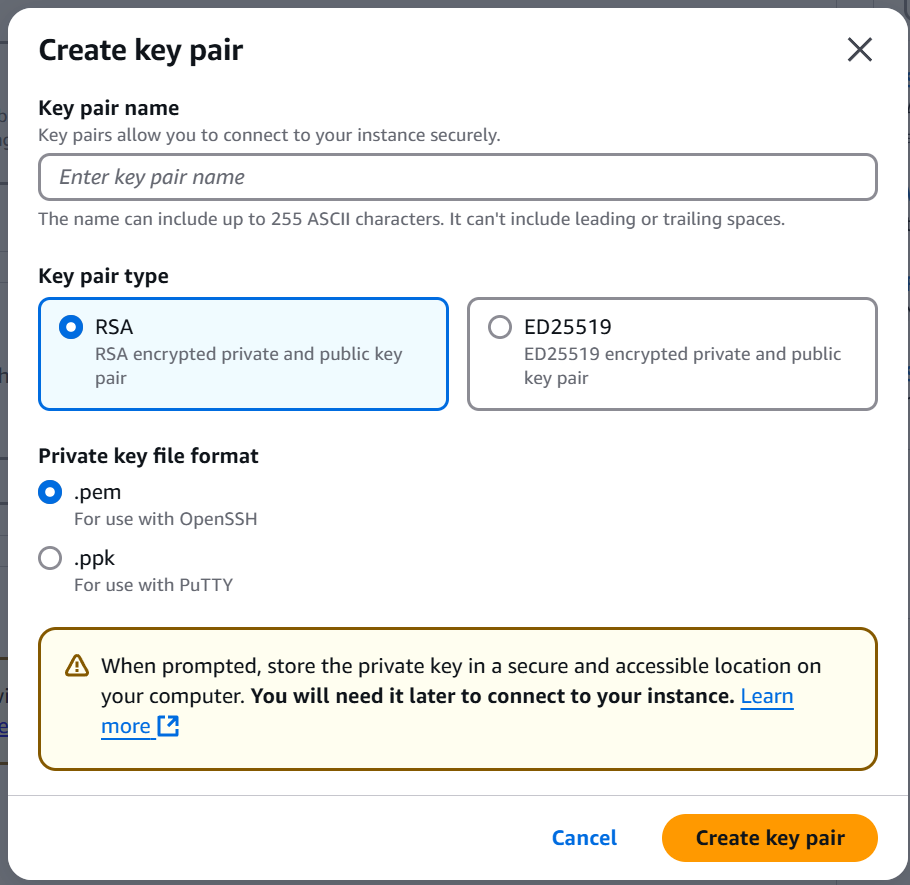 Create key pair
Key pair name
Key pairs allow you to connect to your instance securely.
Enter key pair name
The name can include up to 255 ASCII characters. It can't include leading or trailing spaces.
Key pair type
RSA
RSA encrypted private and public key
pair
ED25519
ED25519 encrypted private and public
key pair
Private key file format
.pem
For use with OpenSSH
.ppk
For use with PuTTY
When prompted, store the private key in a secure and accessible location on
your computer. You will need it later to connect to your instance. Learn
more
Cancel
Create key pair